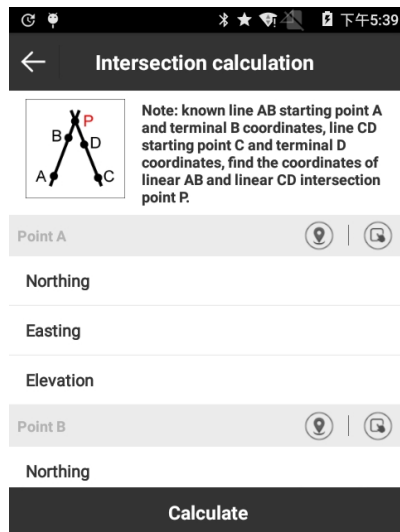 下午5:39
Intersection calculation
P
B
D
A
C
Note: known line AB starting point A
and terminal B coordinates, line CD
starting point C and terminal D
coordinates, find the coordinates of
linear AB and linear CD intersection
point P.
Point A
Northing
Easting
Elevation
Point B
Northing
Calculate